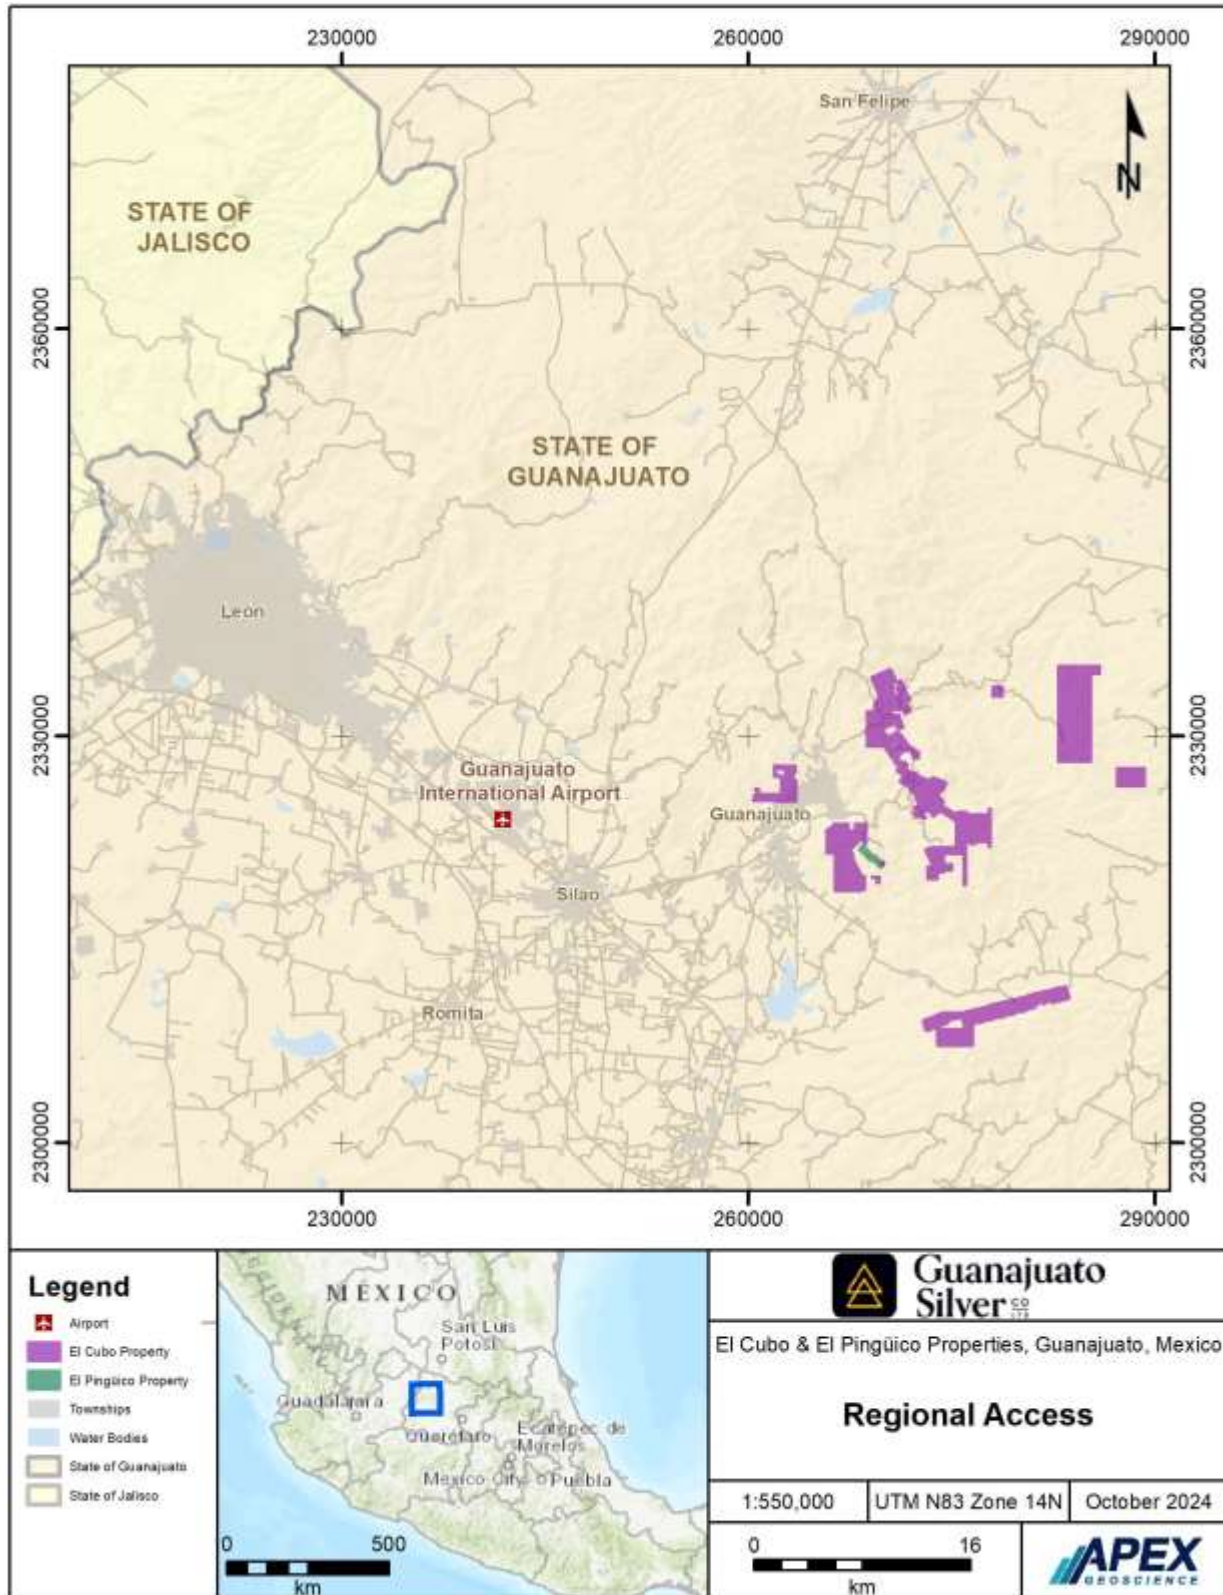 230000
260000
290000
San Felipe
N
STATE OF
JALISCO
2360000
2360000
STATE OF
GUANAJUATO
León
2330000
2330000
Guanajuato
International Airport
Guanajuato
Silao
Romita
2300000
2300000
230000
260000
290000
Legend
Airport
El Cubo Property
El Pingüico Property
Townships
Water Bodies
State of Guanajuato
State of Jalisco
MEXICO
San Luis
Potosí
Guadalajara
Querétaro
Ecatepec de
Morelos
Mexico City
Puebla
0 500
km
Guanajuato
Silver CO
El Cubo & El Pingüico Properties, Guanajuato, Mexico
Regional Access
1:550,000
UTM N83 Zone 14N
October 2024
0 16
km
APEX
GEOSCIENCE